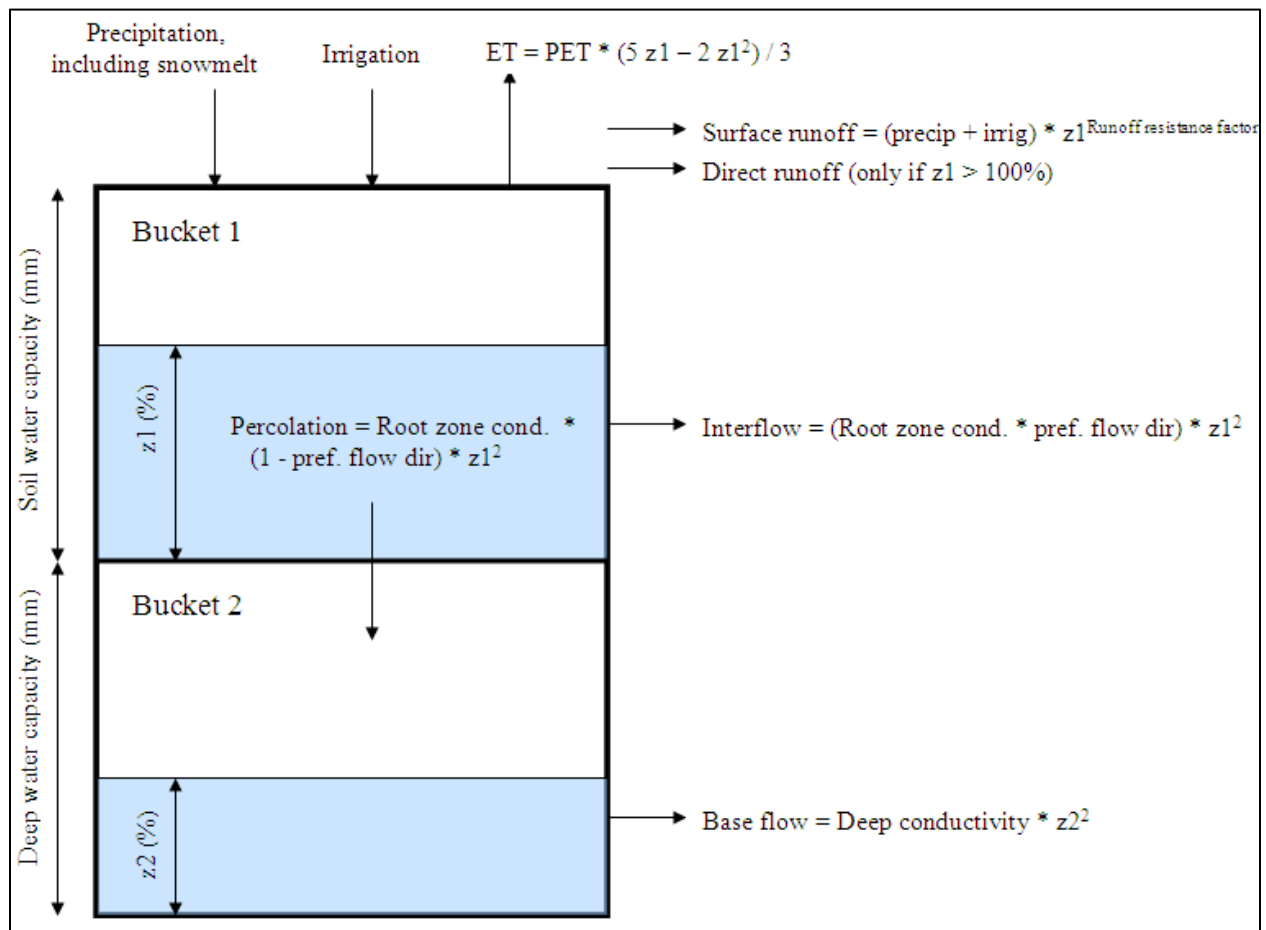 Precipitation,
including snowmelt
Irrigation
ET = PET * (5 z1 – 2 z1²) / 3
Surface runoff = (precip + irrig) * z1^Runoff resistance factor
Direct runoff (only if z1 > 100%)
Bucket 1
Soil water capacity (mm)
z1 (%)
Percolation = Root zone cond. *
(1 - pref. flow dir) * z1²
Interflow = (Root zone cond. * pref. flow dir) * z1²
Bucket 2
Deep water capacity (mm)
z2 (%)
Base flow = Deep conductivity * z2²